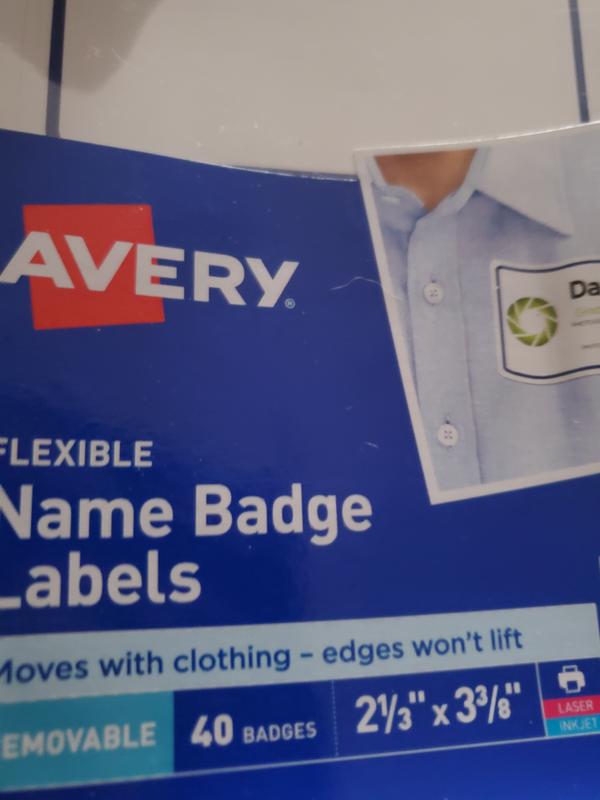 AVERY®
Da
FLEXIBLE
Name Badge
Labels
Moves with clothing – edges won't lift
EMOVABLE
40 BADGES
2⅓" x 3⅜"
LASER
INKJET